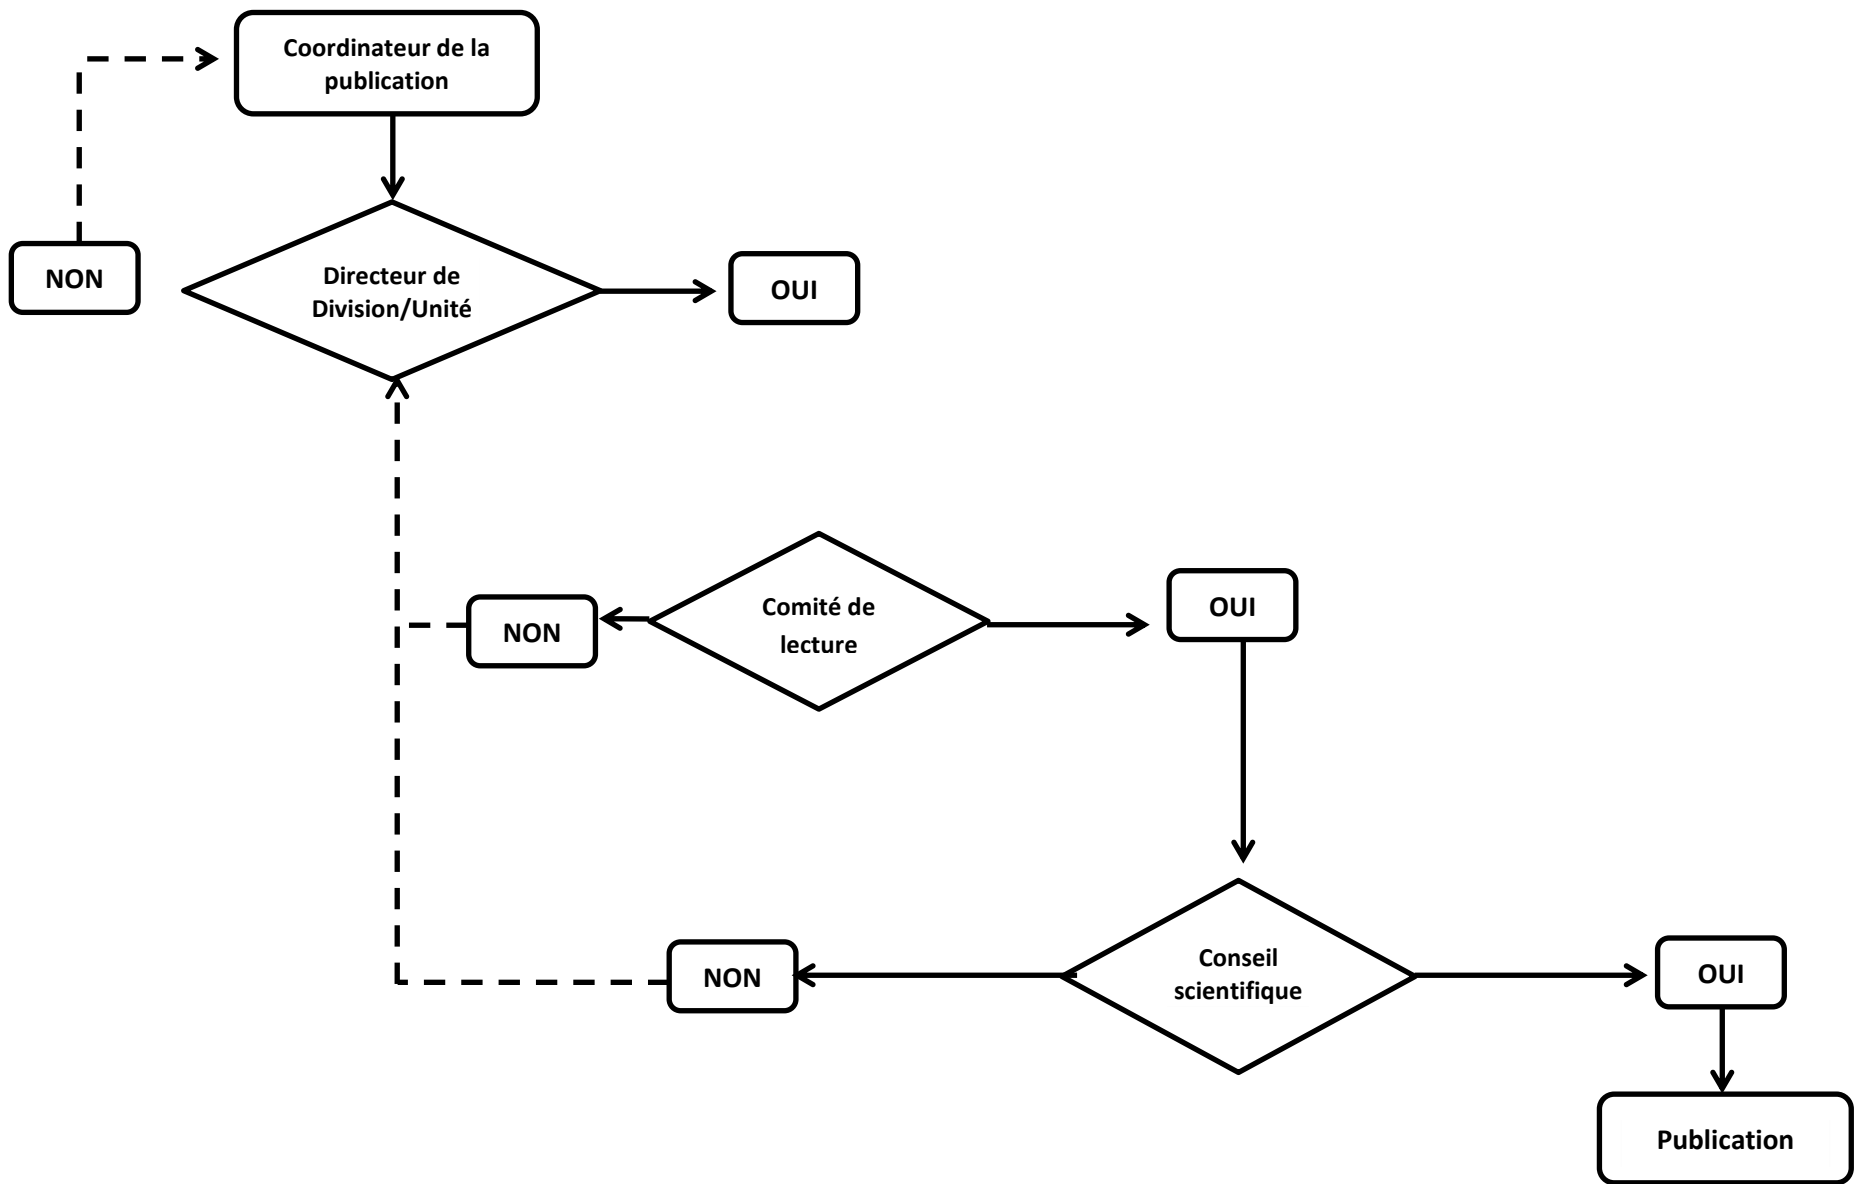 Coordinateur de la
publication
NON
Directeur de
Division/Unité
OUI
NON
Comité de
lecture
OUI
NON
Conseil
scientifique
OUI
Publication